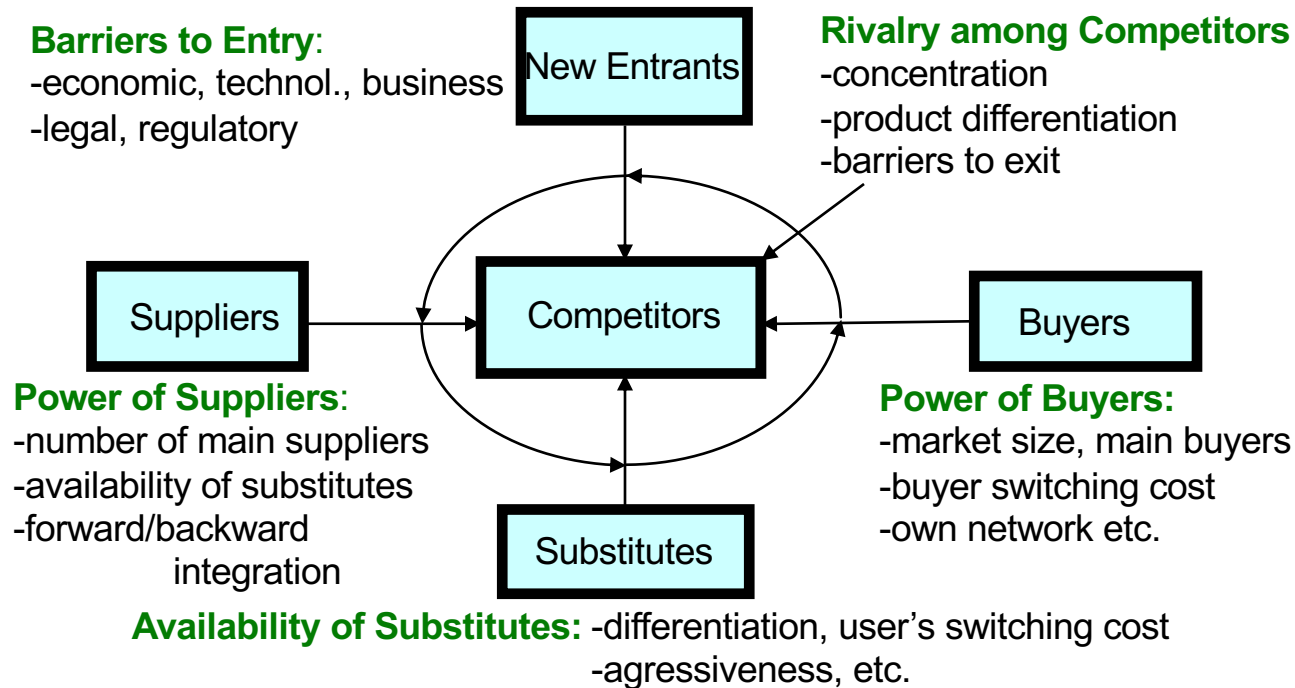 Barriers to Entry:
-economic, technol., business
-legal, regulatory
New Entrants
Rivalry among Competitors
-concentration
-product differentiation
-barriers to exit
Suppliers
Competitors
Buyers
Power of Suppliers:
-number of main suppliers
-availability of substitutes
-forward/backward
integration
Power of Buyers:
-market size, main buyers
-buyer switching cost
-own network etc.
Substitutes
Availability of Substitutes: -differentiation, user's switching cost
-agressiveness, etc.